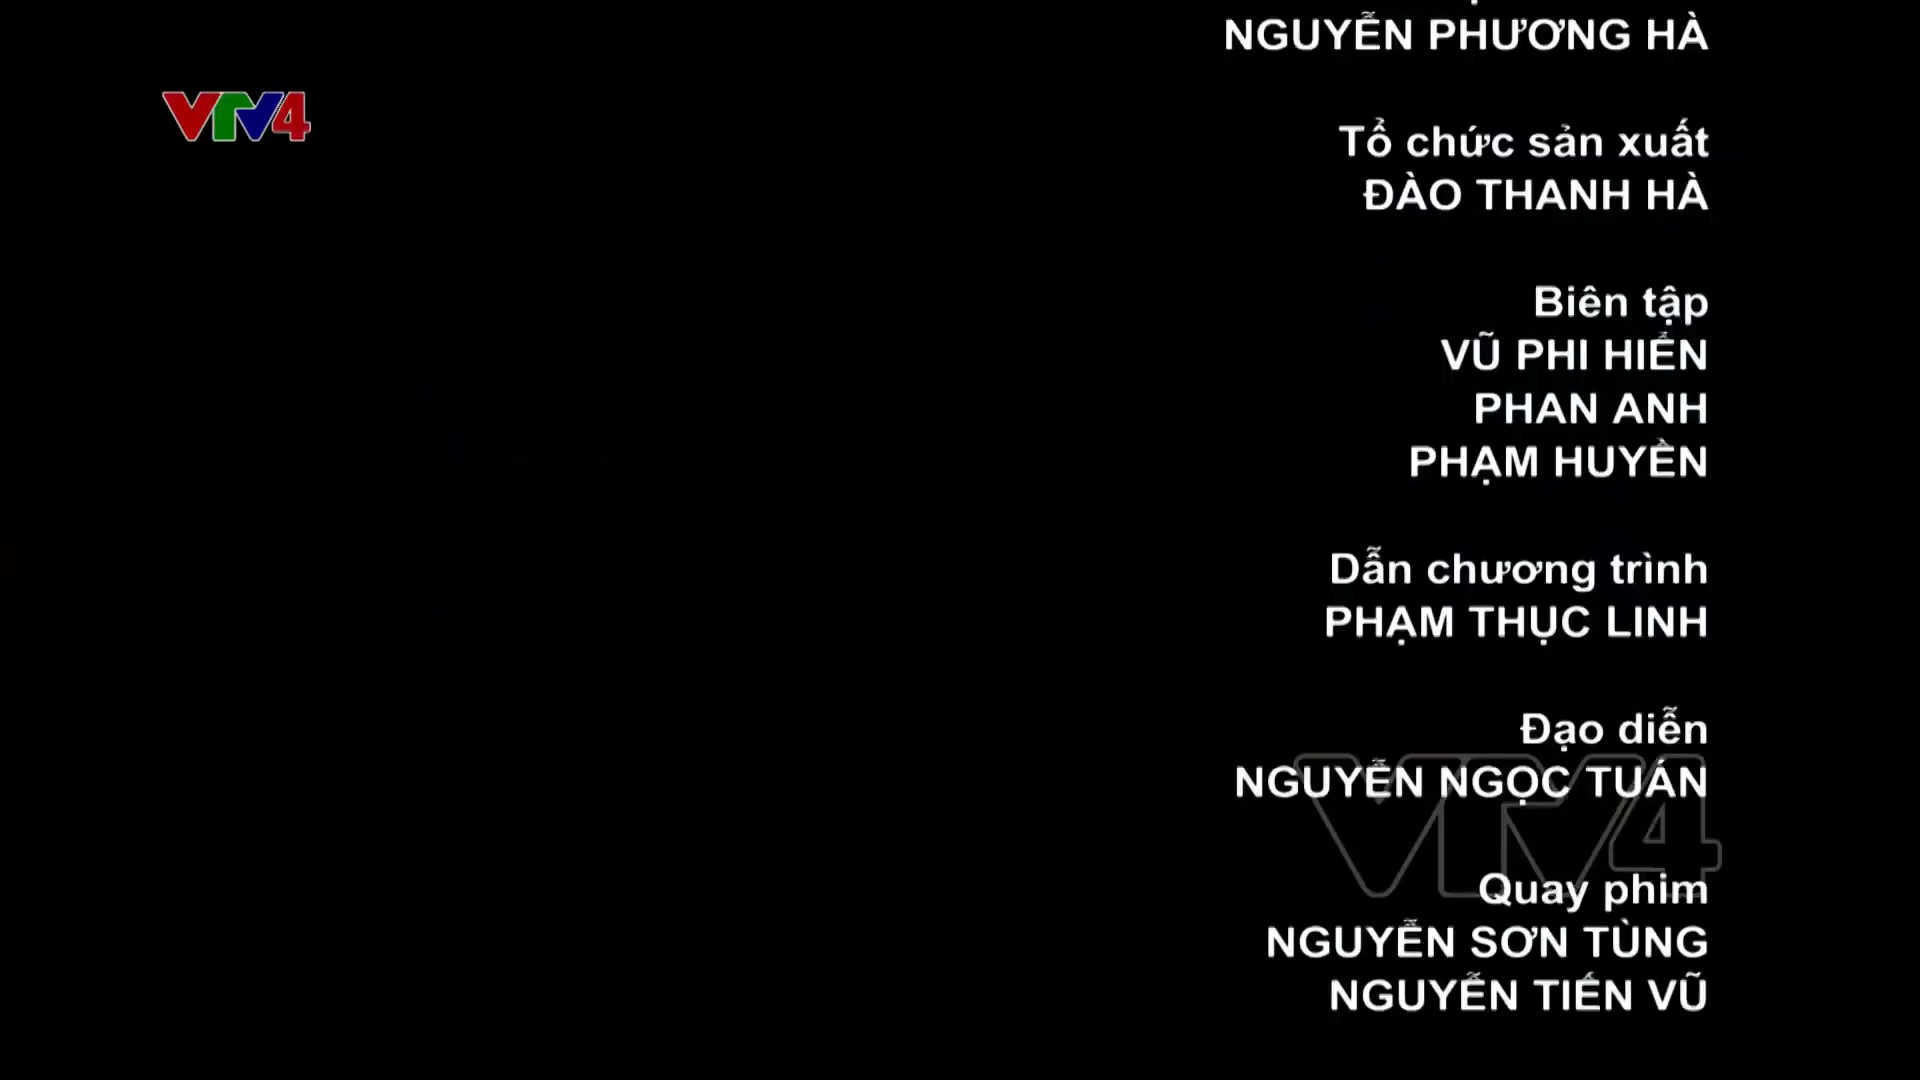 NGUYỄN PHƯƠNG HÀ
VTV4
Tổ chức sản xuất
ĐÀO THANH HÀ
Biên tập
VŨ PHI HIỂN
PHAN ANH
PHẠM HUYỀN
Dẫn chương trình
PHẠM THỤC LINH
Đạo diễn
NGUYỄN NGỌC TUẤN
VTV4
Quay phim
NGUYỄN SƠN TÙNG
NGUYỄN TIẾN VŨ